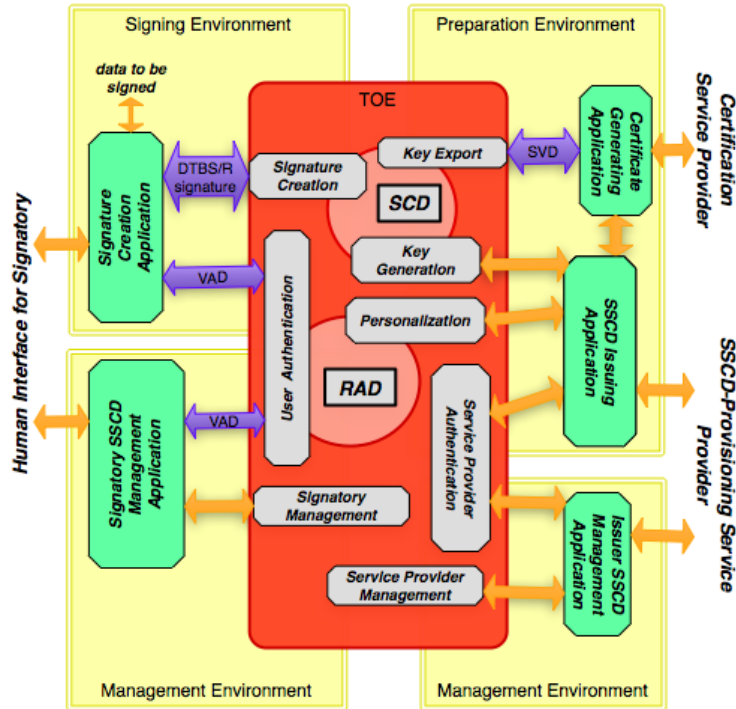 Signing Environment
Preparation Environment
data to be
signed
TOE
Signature
Creation
Application
DTBS/R
signature
Signature
Creation
Key Export
SVD
Certificate
Generating
Application
Certification
Service Provider
SCD
Human Interface for Signatory
VAD
User Authentication
Key
Generation
Personalization
SSCD Issuing
Application
RAD
SSCD-Provisioning Service
Provider
Signatory SSCD
Management
Application
VAD
Service Provider
Authentication
Signatory
Management
Issuer SSCD
Management
Application
Service Provider
Management
Management Environment
Management Environment